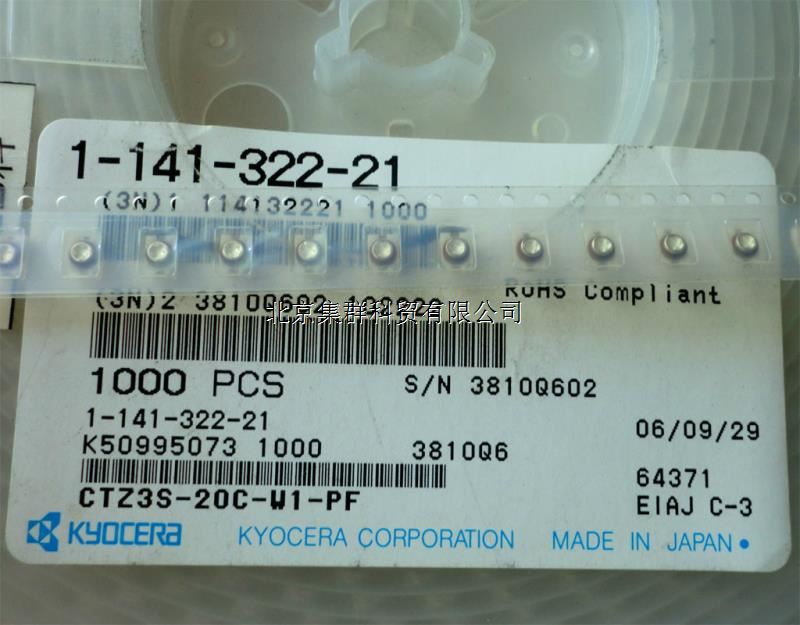 1-141-322-21
(3N)1 114132221 1000
RoHS Compliant
(3N)2 3810Q602
北京集群科贸有限公司
1000 PCS S/N 3810Q602
1-141-322-21
06/09/29
K50995073 1000 3810Q6
64371
CTZ3S-20C-W1-PF
EIAJ C-3
KYOCERA KYOCERA CORPORATION MADE IN JAPAN